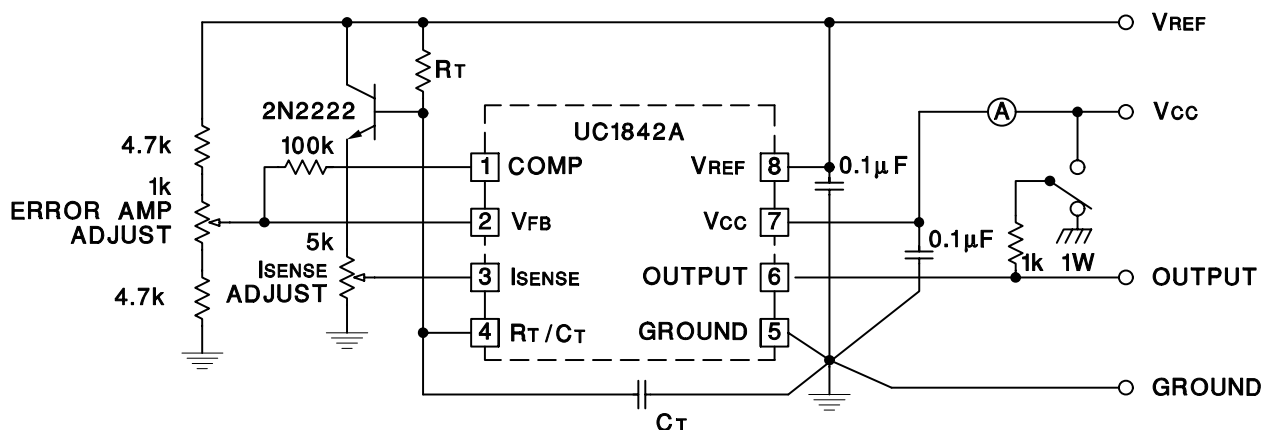 VREF
RT
2N2222
UC1842A
A
VCC
4.7k
100k
1 COMP
VREF 8
0.1µF
1k
ERROR AMP
ADJUST
2 VFB
VCC 7
0.1µF
5k
ISENSE
ADJUST
3 ISENSE
OUTPUT 6
1k 1W
OUTPUT
4.7k
4 RT/CT
GROUND 5
GROUND
CT